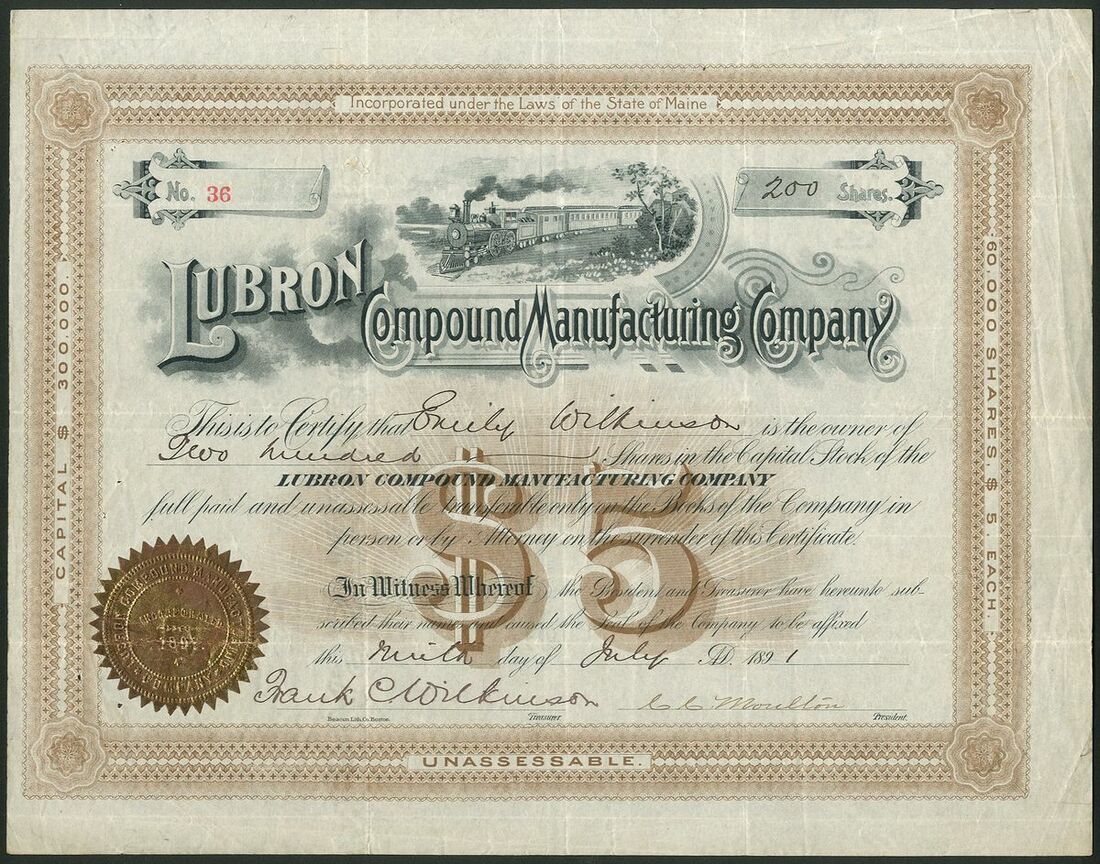 Incorporated under the Laws of the State of Maine
No. 36
200 Shares.
LUBRON
Compound Manufacturing Company
CAPITAL $ 300.000.
60.000 SHARES, $ 5. EACH.
This is to Certify that Emily Wilkinson is the owner of
Two hundred Shares in the Capital Stock of the
LUBRON COMPOUND MANUFACTURING COMPANY
full paid and unassessable transferable only on the Books of the Company in
person or by Attorney on the surrender of this Certificate.
$5
In Witness Whereof the President and Treasurer have hereunto sub-
scribed their names and caused the Seal of the Company to be affixed
this Ninth day of July A.D. 1891
Frank C Wilkinson
C C Moulton
Beacon Lith. Co. Boston.
Treasurer
President.
COMPOUND MANUFACTURING
INCORPORATED
1891
UNASSESSABLE.